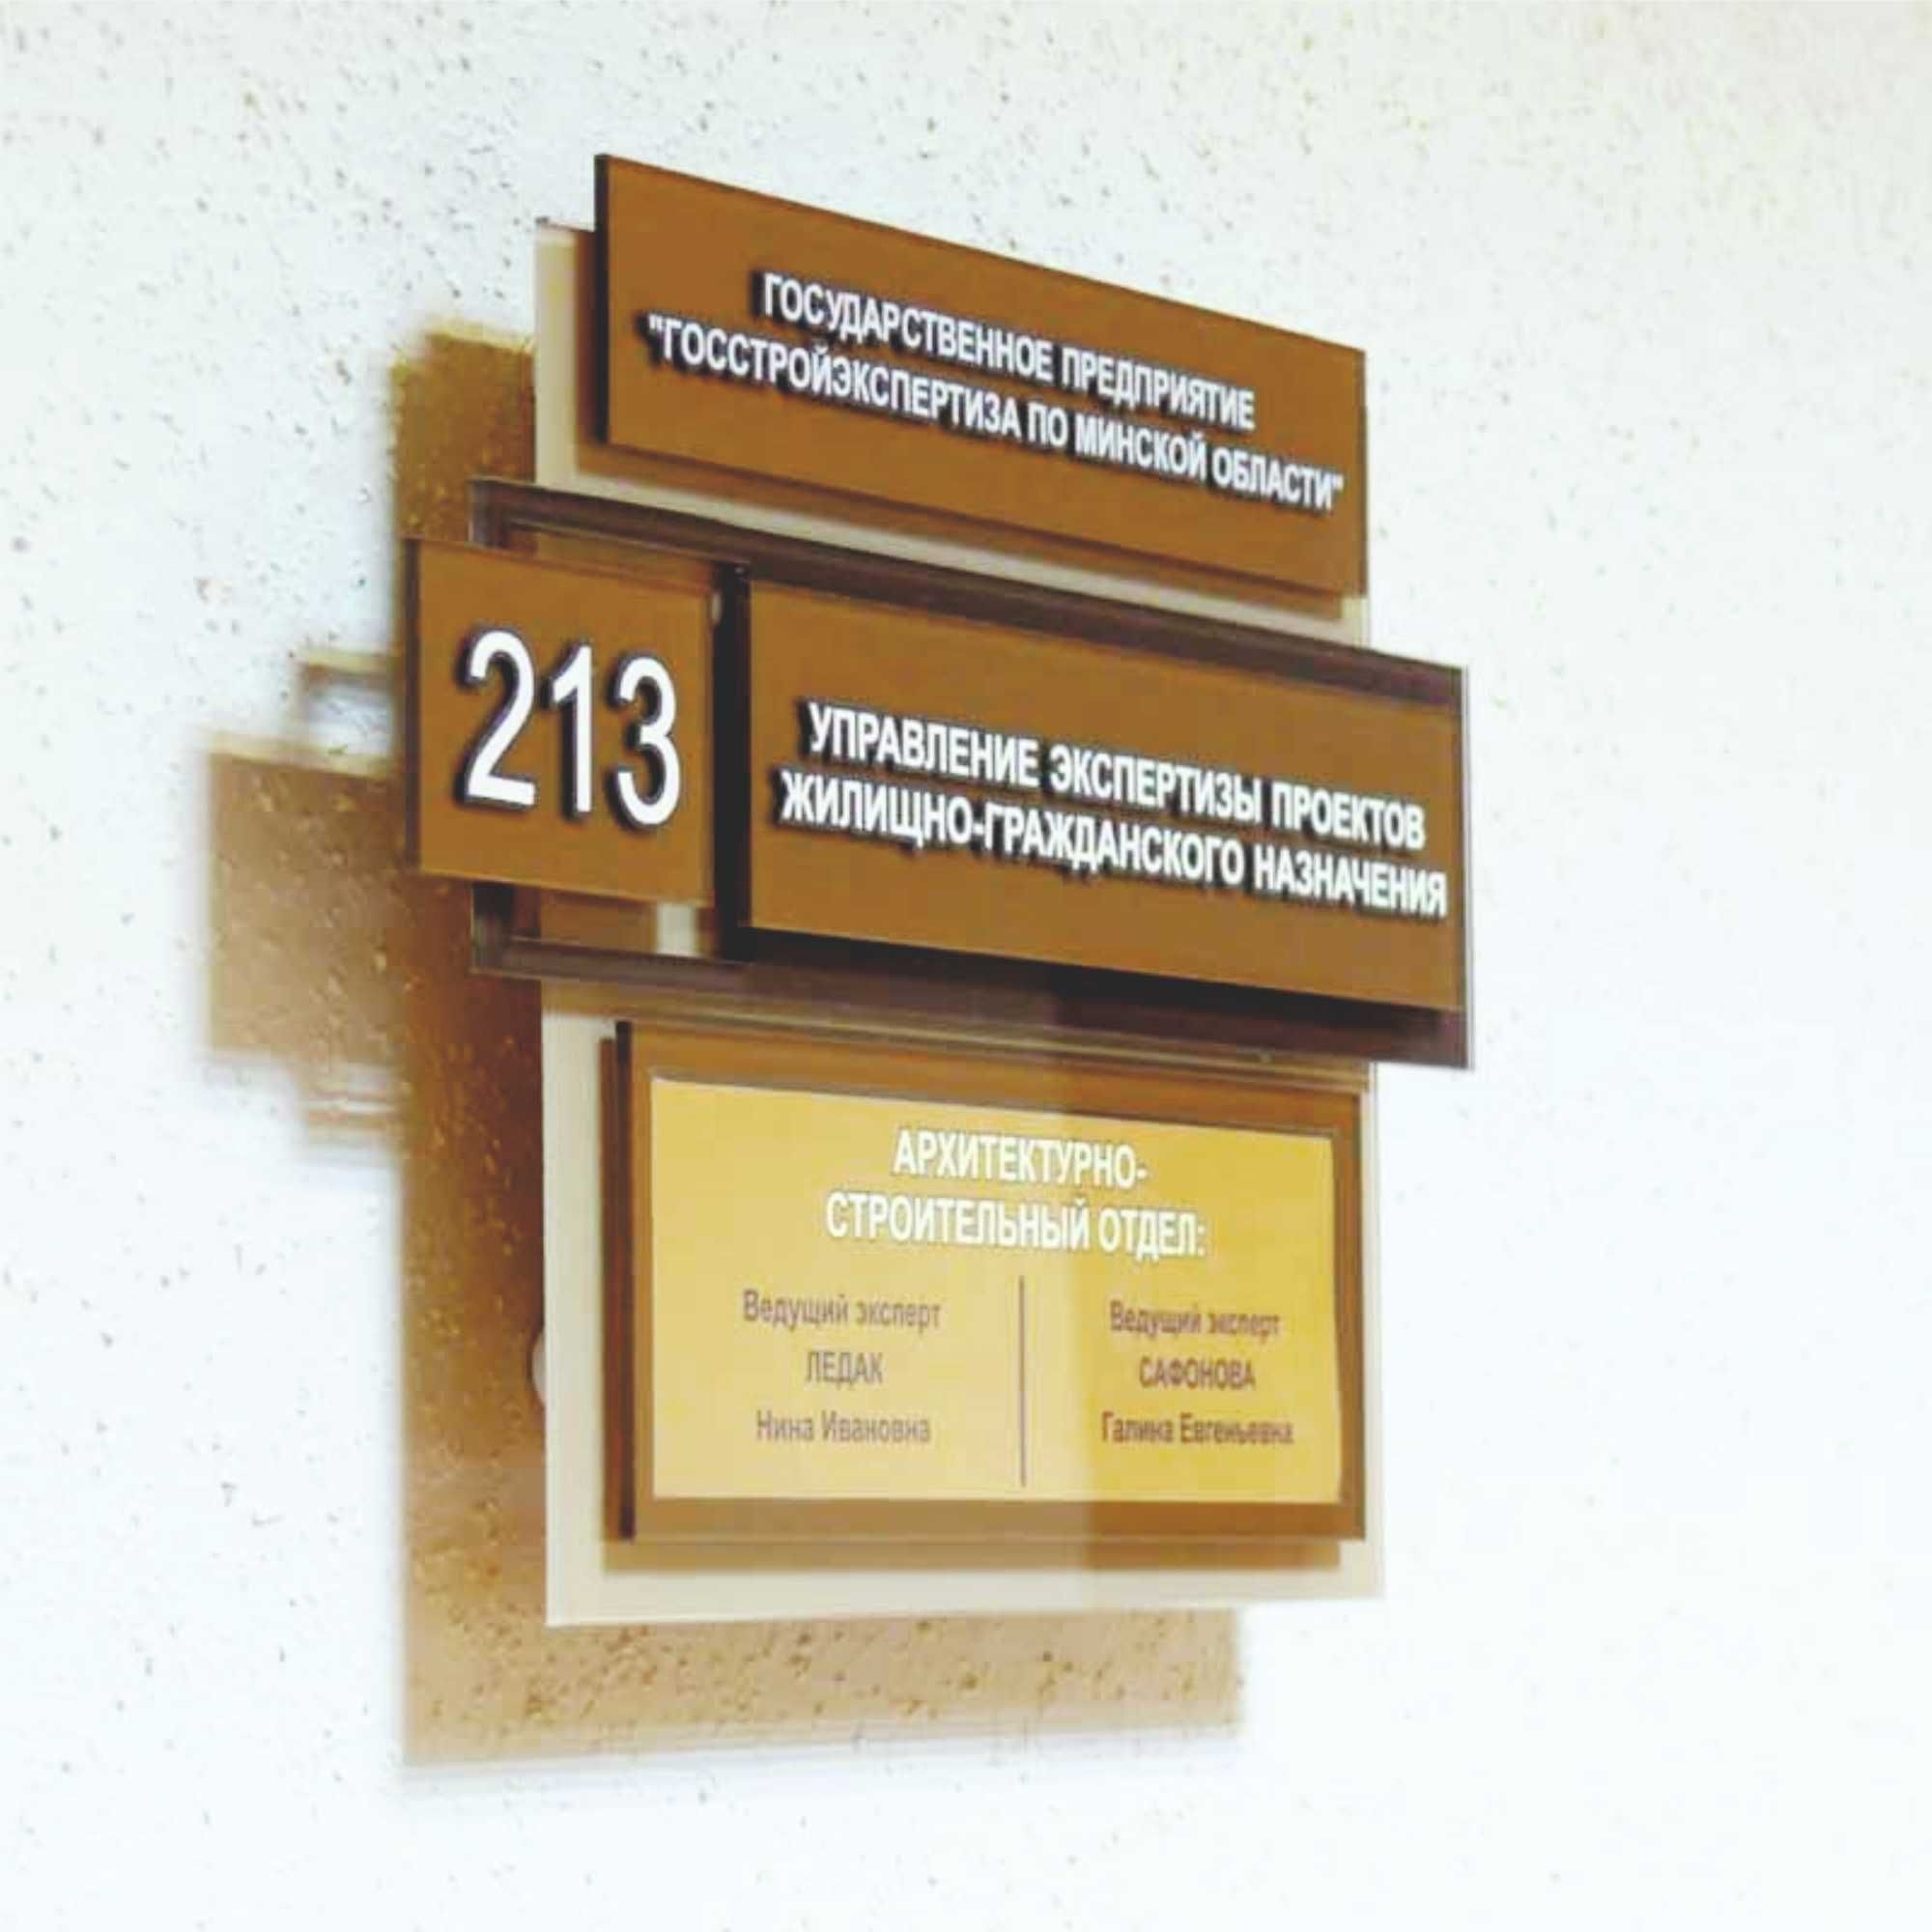 ГОСУДАРСТВЕННОЕ ПРЕДПРИЯТИЕ
"ГОССТРОЙЭКСПЕРТИЗА ПО МИНСКОЙ ОБЛАСТИ"
213
УПРАВЛЕНИЕ ЭКСПЕРТИЗЫ ПРОЕКТОВ
ЖИЛИЩНО-ГРАЖДАНСКОГО НАЗНАЧЕНИЯ
АРХИТЕКТУРНО-
СТРОИТЕЛЬНЫЙ ОТДЕЛ:
Ведущий эксперт
ЛЕДАК
Нина Ивановна
Ведущий эксперт
САФОНОВА
Галина Евгеньевна